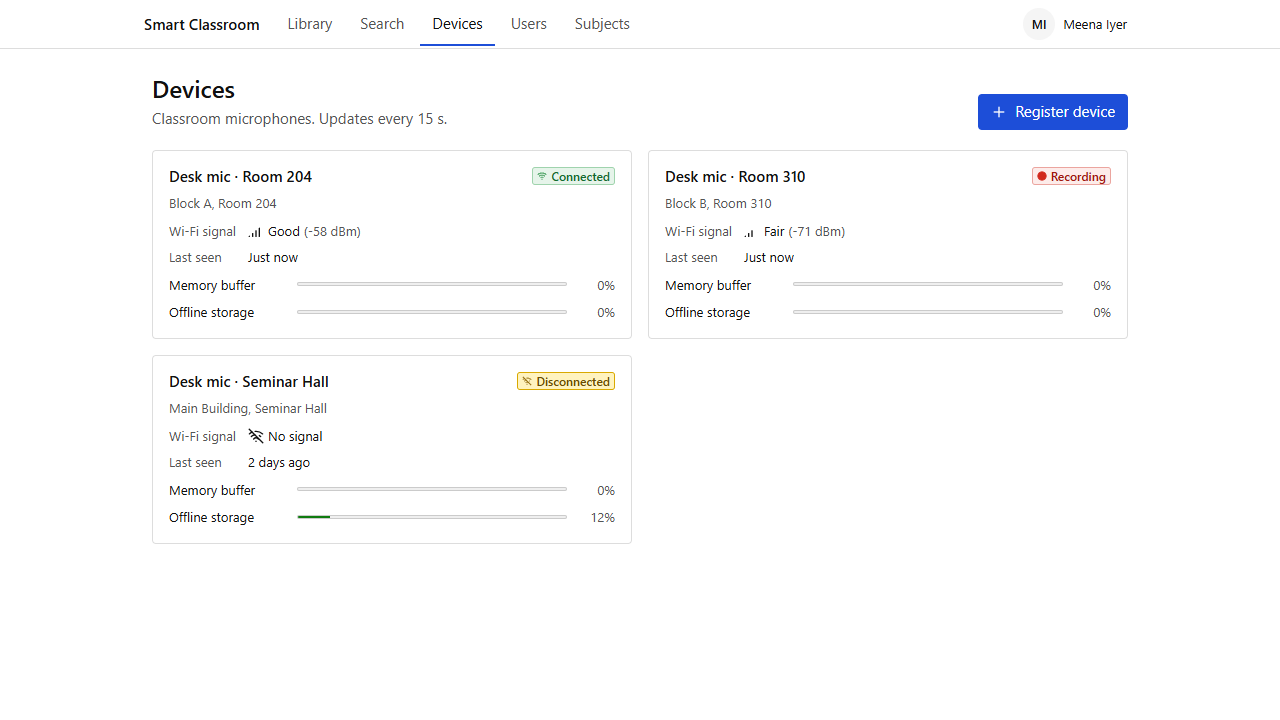 Smart Classroom Library Search Devices Users Subjects MI Meena Iyer
Devices
Classroom microphones. Updates every 15 s.
Register device
Desk mic · Room 204 Connected
Block A, Room 204
Wi-Fi signal Good (-58 dBm)
Last seen Just now
Memory buffer 0%
Offline storage 0%
Desk mic · Room 310 Recording
Block B, Room 310
Wi-Fi signal Fair (-71 dBm)
Last seen Just now
Memory buffer 0%
Offline storage 0%
Desk mic · Seminar Hall Disconnected
Main Building, Seminar Hall
Wi-Fi signal No signal
Last seen 2 days ago
Memory buffer 0%
Offline storage 12%